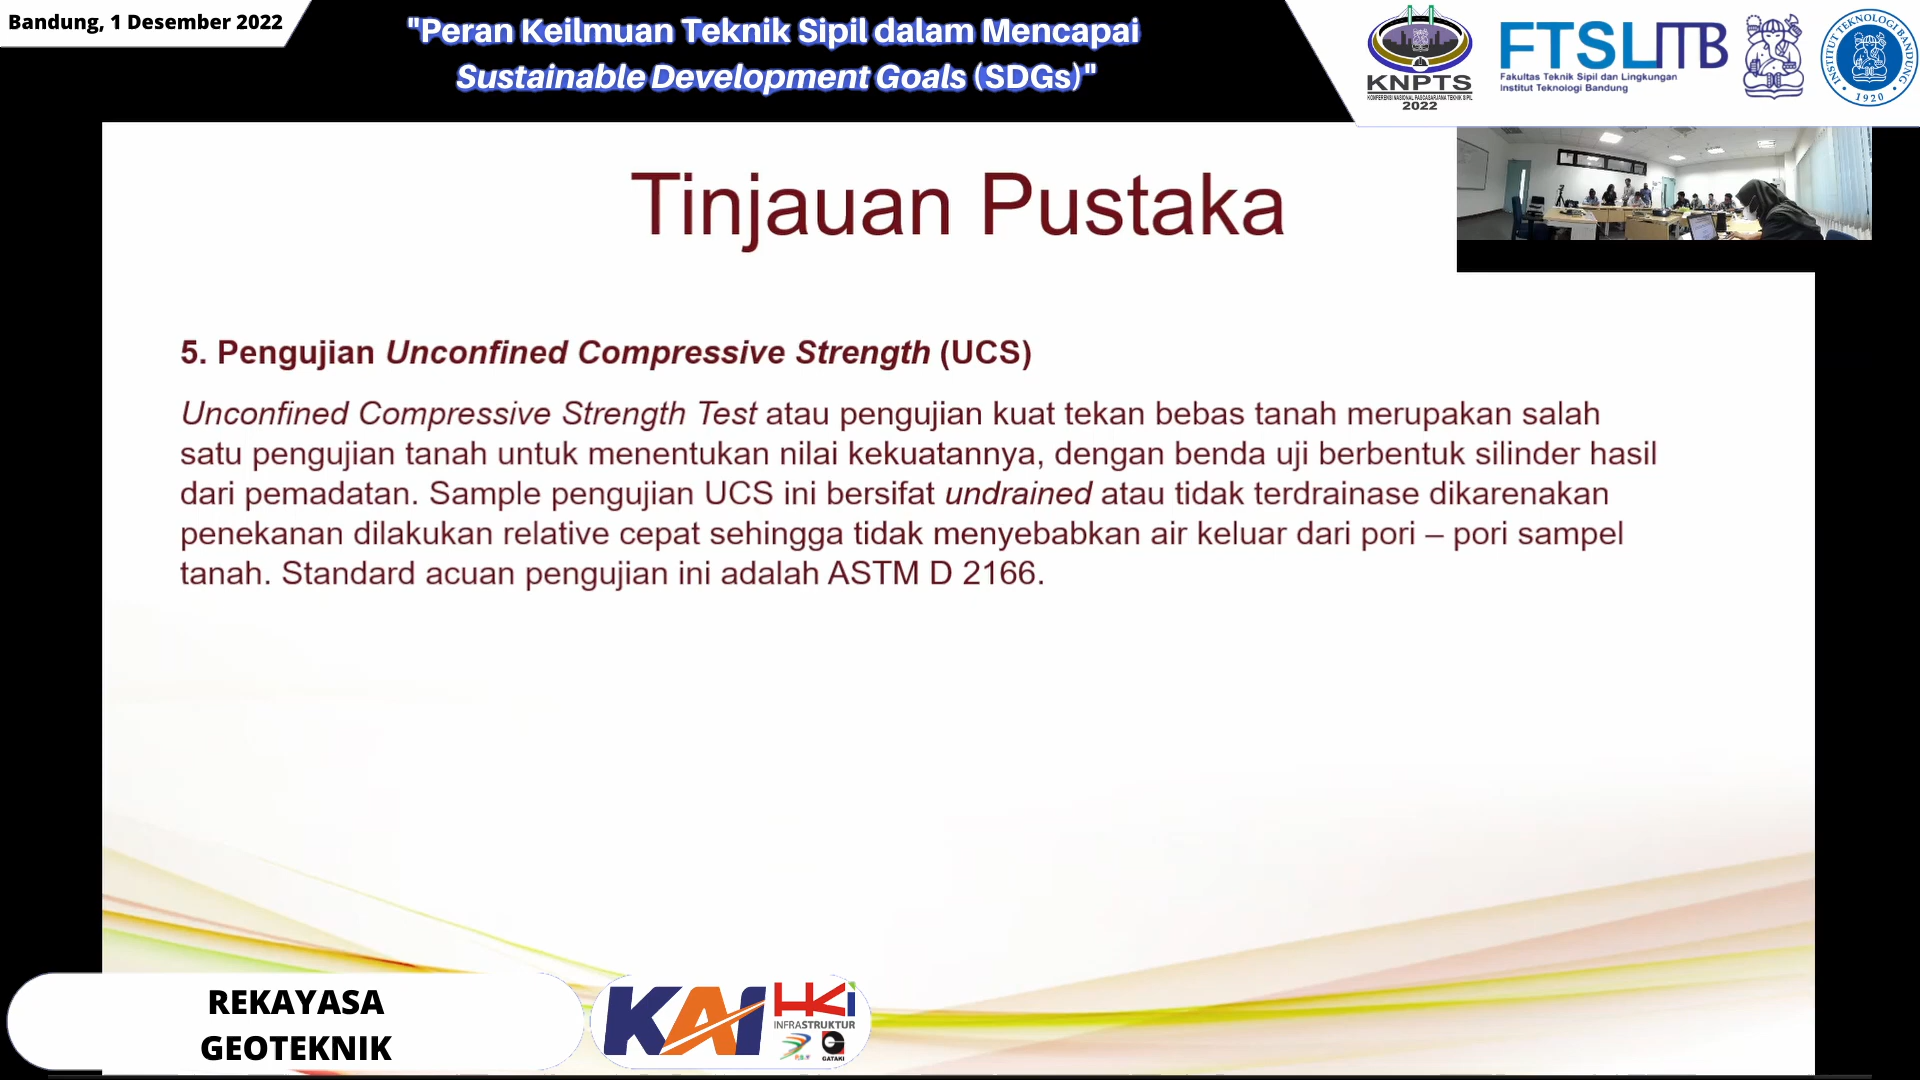 Bandung, 1 Desember 2022
"Peran Keilmuan Teknik Sipil dalam Mencapai
Sustainable Development Goals (SDGs)"
KNPTS
KONFERENSI NASIONAL PASCASARJANA TEKNIK SIPIL
2022
FTSLITB
Fakultas Teknik Sipil dan Lingkungan
Institut Teknologi Bandung
INSTITUT TEKNOLOGI BANDUNG
1920
Tinjauan Pustaka
5. Pengujian Unconfined Compressive Strength (UCS)
Unconfined Compressive Strength Test atau pengujian kuat tekan bebas tanah merupakan salah
satu pengujian tanah untuk menentukan nilai kekuatannya, dengan benda uji berbentuk silinder hasil
dari pemadatan. Sample pengujian UCS ini bersifat undrained atau tidak terdrainase dikarenakan
penekanan dilakukan relative cepat sehingga tidak menyebabkan air keluar dari pori – pori sampel
tanah. Standard acuan pengujian ini adalah ASTM D 2166.
REKAYASA
GEOTEKNIK
KAI
HKi
INFRASTRUKTUR
GATAKI